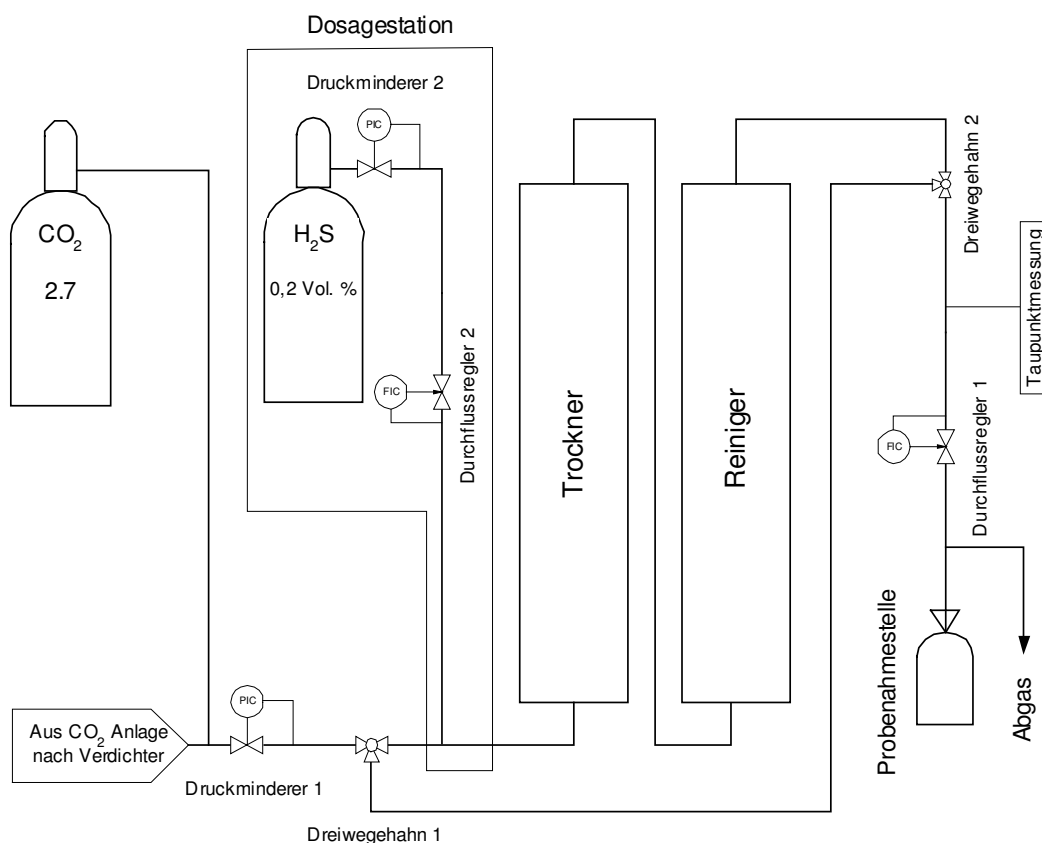 Dosagestation
Druckminderer 2
PIC
CO2
2.7
H2S
0,2 Vol. %
FIC
Durchflussregler 2
Trockner
Reiniger
Dreiwegehahn 2
Taupunktmessung
FIC
Durchflussregler 1
Probenahmestelle
Abgas
PIC
Aus CO2 Anlage
nach Verdichter
Druckminderer 1
Dreiwegehahn 1